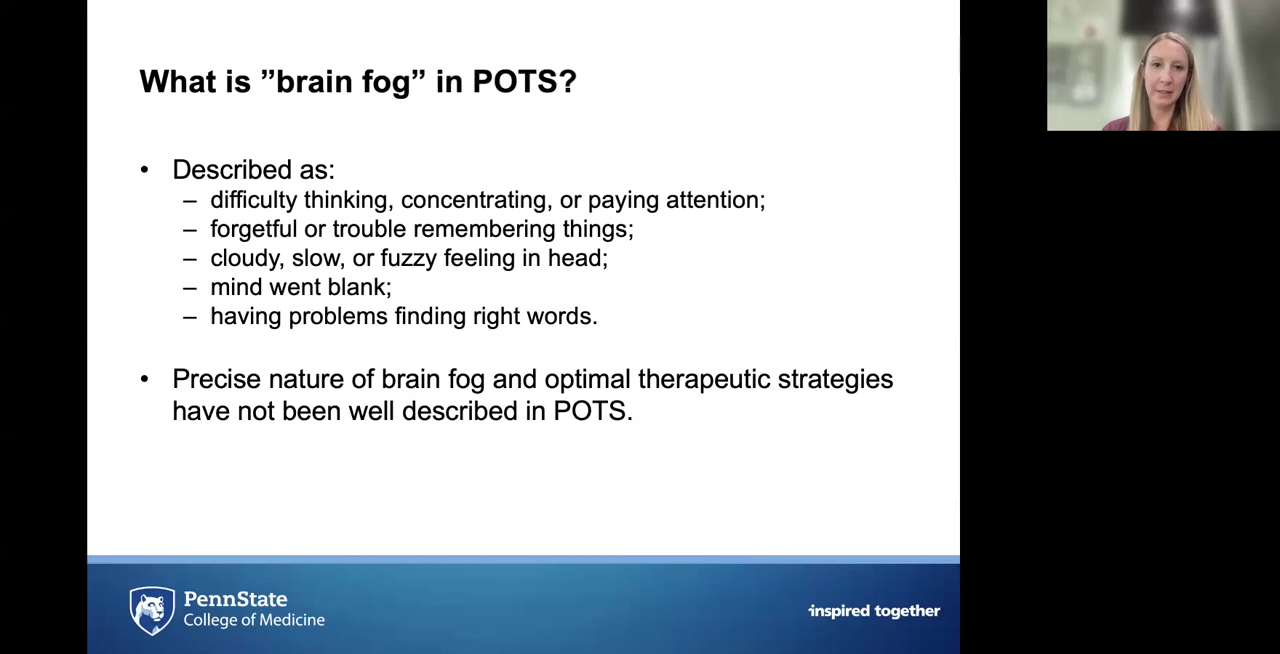 What is ”brain fog” in POTS?
• Described as:
– difficulty thinking, concentrating, or paying attention;
– forgetful or trouble remembering things;
– cloudy, slow, or fuzzy feeling in head;
– mind went blank;
– having problems finding right words.
• Precise nature of brain fog and optimal therapeutic strategies
have not been well described in POTS.
PennState
College of Medicine
inspired together